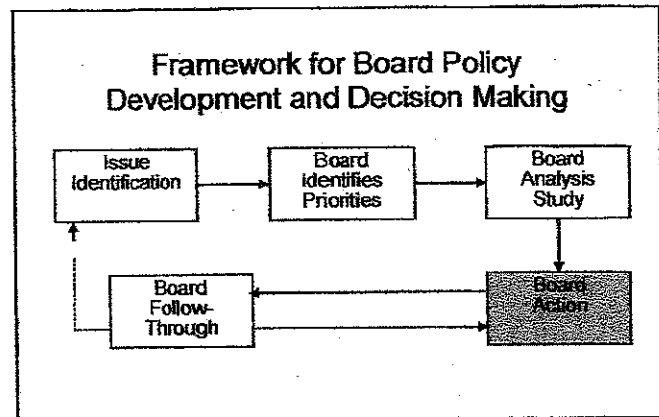 Framework for Board Policy
Development and Decision Making
Issue
Identification
Board
Identifies
Priorities
Board
Analysis
Study
Board
Follow-
Through
Board
Action